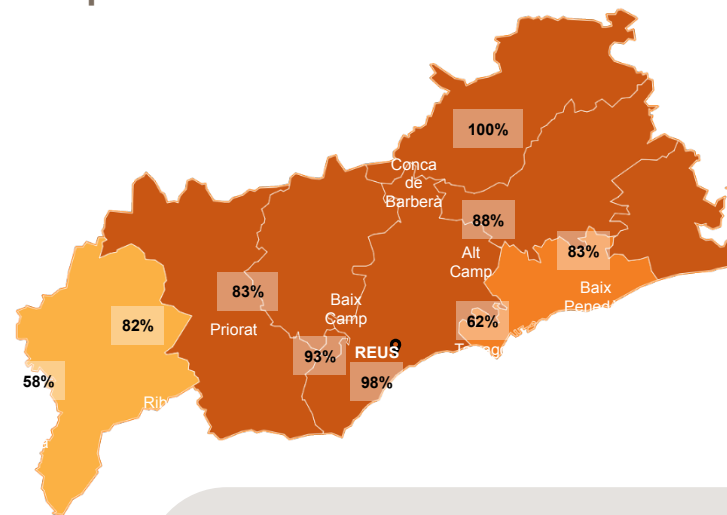 100%
Conca
de
Barberà
88%
Alt
Camp
83%
Baix
83%
Priorat
Baix
Camp
62%
82%
93%
REUS
98%
58%